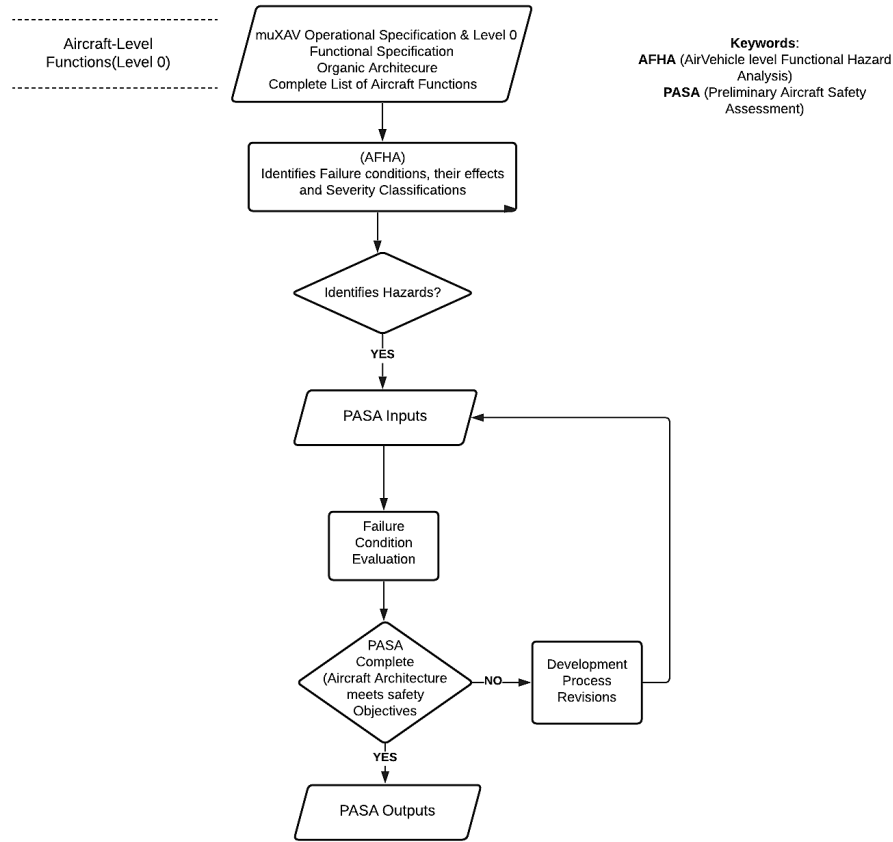 Aircraft-Level
Functions(Level 0)
muXAV Operational Specification & Level 0
Functional Specification
Organic Architecure
Complete List of Aircraft Functions
Keywords:
AFHA (AirVehicle level Functional Hazard
Analysis)
PASA (Preliminary Aircraft Safety
Assessment)
(AFHA)
Identifies Failure conditions, their effects
and Severity Classifications
Identifies Hazards?
YES
PASA Inputs
Failure
Condition
Evaluation
PASA
Complete
(Aircraft Architecture
meets safety
Objectives
NO
Development
Process
Revisions
YES
PASA Outputs